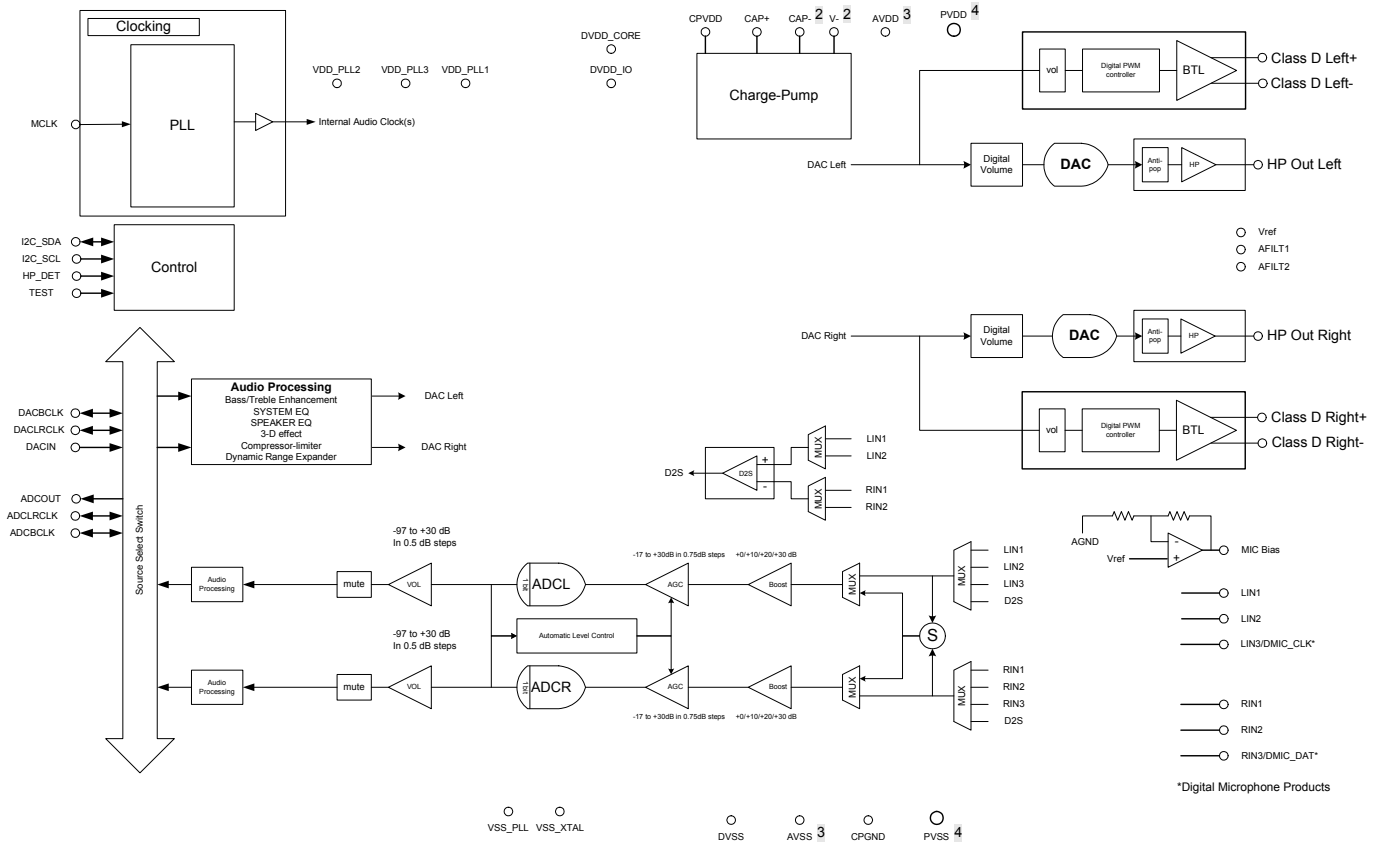 Clocking
PLL
MCLK
Internal Audio Clock(s)
VDD_PLL2
VDD_PLL3
VDD_PLL1
DVDD_CORE
DVDD_IO
CPVDD
CAP+
CAP- 2
V- 2
AVDD 3
PVDD 4
Charge-Pump
vol
Digital PWM
controller
BTL
Class D Left+
Class D Left-
DAC Left
Digital
Volume
DAC
Anti-
pop
HP
HP Out Left
I2C_SDA
I2C_SCL
HP_DET
TEST
Control
Vref
AFILT1
AFILT2
DAC Right
Digital
Volume
DAC
Anti-
pop
HP
HP Out Right
vol
Digital PWM
controller
BTL
Class D Right+
Class D Right-
Audio Processing
Bass/Treble Enhancement
SYSTEM EQ
SPEAKER EQ
3-D effect
Compressor-limiter
Dynamic Range Expander
DAC Left
DAC Right
DACBCLK
DACLRCLK
DACIN
ADCOUT
ADCLRCLK
ADCBCLK
Source Select Switch
D2S
D2S
+
-
MUX
LIN1
LIN2
MUX
RIN1
RIN2
AGND
Vref
-
+
MIC Bias
-97 to +30 dB
In 0.5 dB steps
-17 to +30dB in 0.75dB steps
+0/+10/+20/+30 dB
Audio
Processing
mute
VOL
1 bit
ADCL
AGC
Boost
MUX
MUX
LIN1
LIN2
LIN3
D2S
Automatic Level Control
S
-97 to +30 dB
In 0.5 dB steps
Audio
Processing
mute
VOL
1 bit
ADCR
AGC
Boost
MUX
MUX
RIN1
RIN2
RIN3
D2S
-17 to +30dB in 0.75dB steps
+0/+10/+20/+30 dB
LIN1
LIN2
LIN3/DMIC_CLK*
RIN1
RIN2
RIN3/DMIC_DAT*
*Digital Microphone Products
VSS_PLL
VSS_XTAL
DVSS
AVSS 3
CPGND
PVSS 4